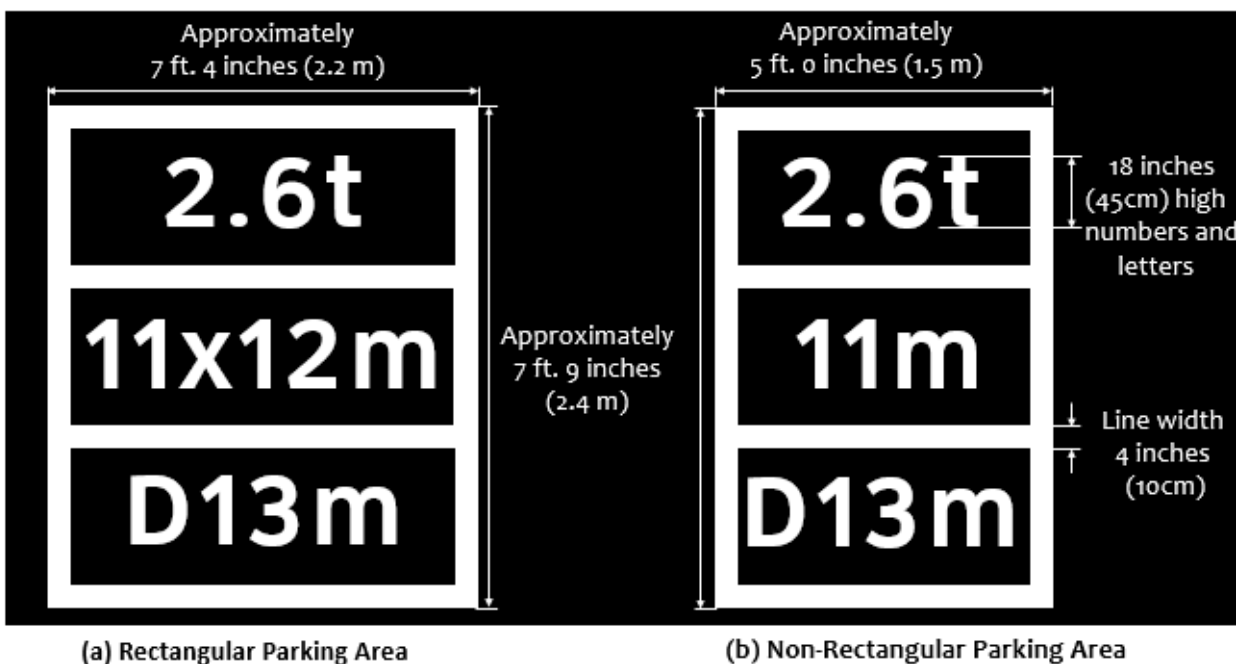 Approximately
7 ft. 4 inches (2.2 m)
2.6t
11x12m
D13m
Approximately
7 ft. 9 inches
(2.4 m)
(a) Rectangular Parking Area
Approximately
5 ft. 0 inches (1.5 m)
2.6t
11m
D13m
18 inches
(45cm) high
numbers and
letters
Line width
4 inches
(10cm)
(b) Non-Rectangular Parking Area